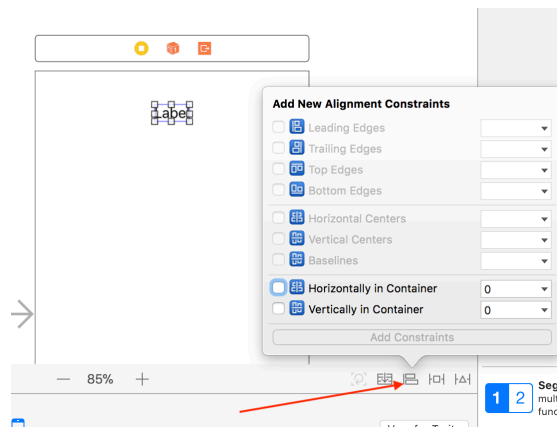 Label
Add New Alignment Constraints
Leading Edges
Trailing Edges
Top Edges
Bottom Edges
Horizontal Centers
Vertical Centers
Baselines
Horizontally in Container 0
Vertically in Container 0
Add Constraints
85%
1 2
Seg
mult
func